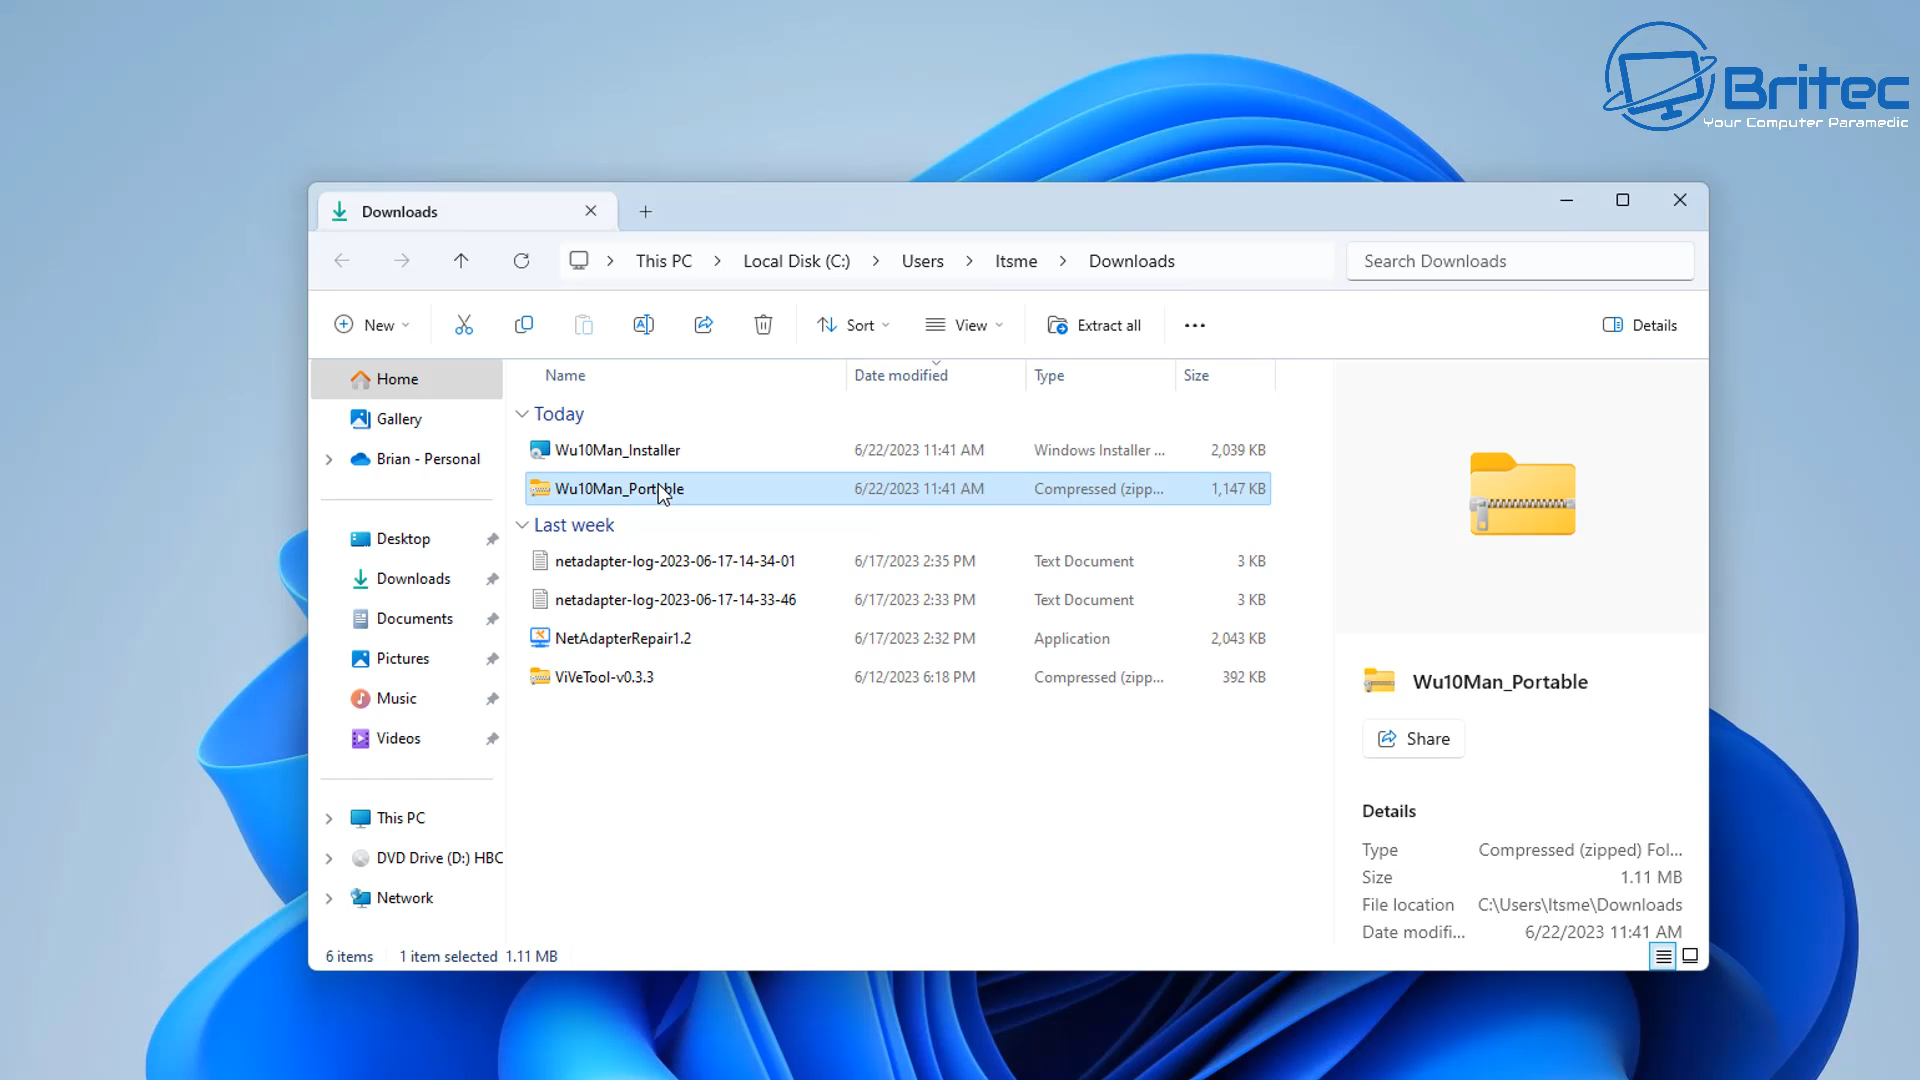 Britec
Your Computer Paramedic
Downloads
This PC
Local Disk (C:)
Users
Itsme
Downloads
Search Downloads
New
Sort
View
Extract all
Details
Home
Gallery
Brian - Personal
Desktop
Downloads
Documents
Pictures
Music
Videos
This PC
DVD Drive (D:) HBC
Network
Name Date modified Type Size
Today
Wu10Man_Installer 6/22/2023 11:41 AM Windows Installer ... 2,039 KB
Wu10Man_Portable 6/22/2023 11:41 AM Compressed (zipp... 1,147 KB
Last week
netadapter-log-2023-06-17-14-34-01 6/17/2023 2:35 PM Text Document 3 KB
netadapter-log-2023-06-17-14-33-46 6/17/2023 2:33 PM Text Document 3 KB
NetAdapterRepair1.2 6/17/2023 2:32 PM Application 2,043 KB
ViVeTool-v0.3.3 6/12/2023 6:18 PM Compressed (zipp... 392 KB
Wu10Man_Portable
Share
Details
Type Compressed (zipped) Fol...
Size 1.11 MB
File location C:\Users\Itsme\Downloads
Date modifi... 6/22/2023 11:41 AM
6 items 1 item selected 1.11 MB